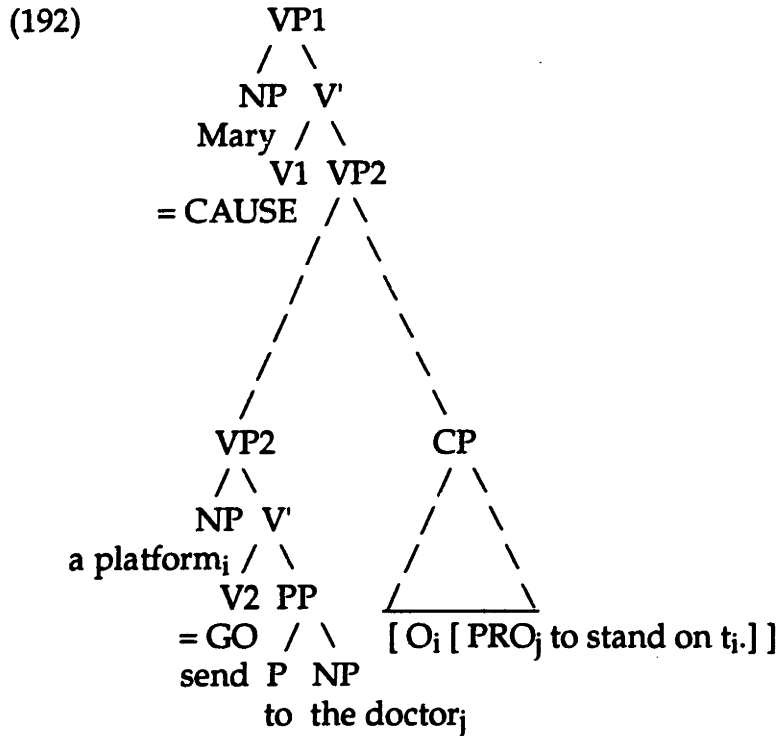 (192) VP1
/ \
NP V'
Mary / \
V1 VP2
= CAUSE / \
VP2 CP
/ \ / \
NP V'
a platformi / \
V2 PP
= GO / \ [ Oi [ PROj to stand on ti.] ]
send P NP
to the doctorj